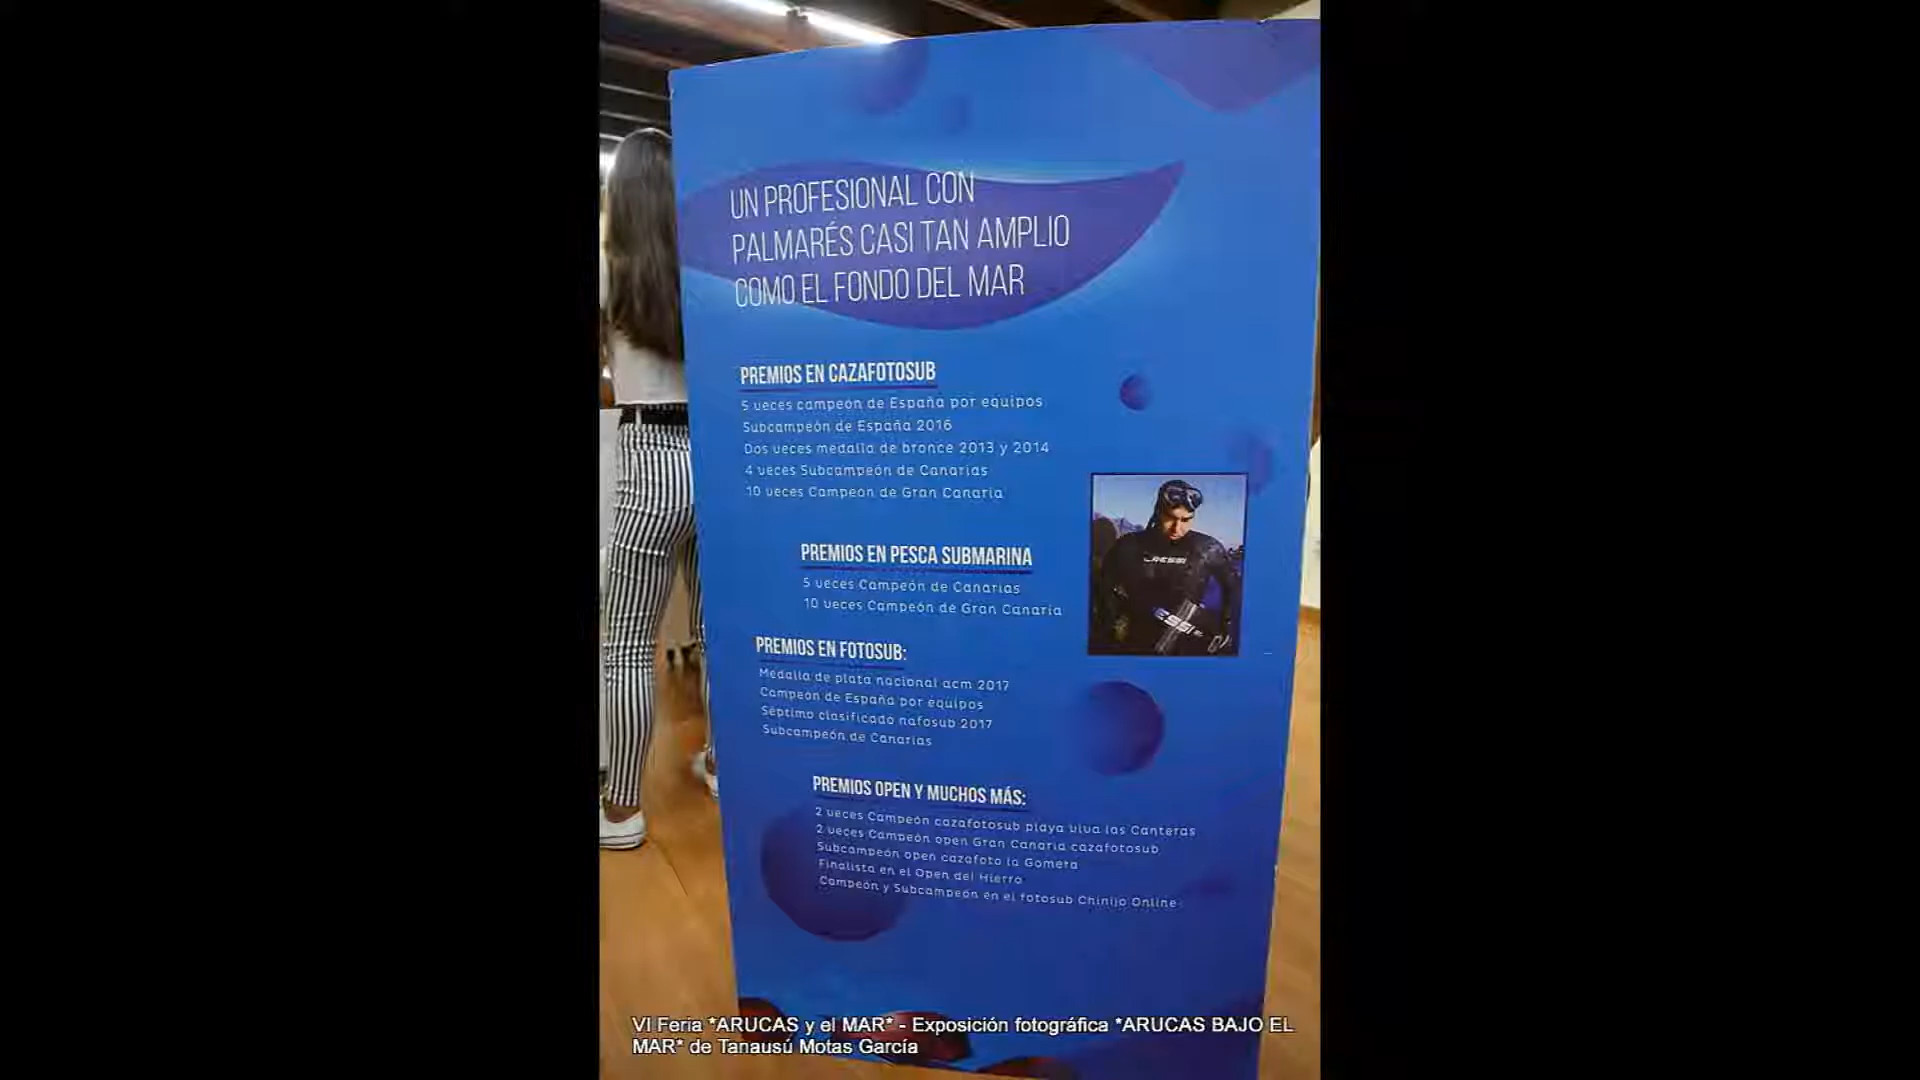 UN PROFESIONAL CON
PALMARÉS CASI TAN AMPLIO
COMO EL FONDO DEL MAR
PREMIOS EN CAZAFOTOSUB
5 veces campeón de España por equipos
Subcampeón de España 2016
Dos veces medalla de bronce 2013 y 2014
4 veces Subcampeón de Canarias
10 veces Campeón de Gran Canaria
PREMIOS EN PESCA SUBMARINA
5 veces Campeón de Canarias
10 veces Campeón de Gran Canaria
CRESSI
ESSI
PREMIOS EN FOTOSUB:
Medalla de plata nacional acm 2017
Campeón de España por equipos
Séptimo clasificado nafosub 2017
Subcampeón de Canarias
PREMIOS OPEN Y MUCHOS MÁS:
2 veces Campeón cazafotosub playa viva las Canteras
2 veces Campeón open Gran Canaria cazafotosub
Subcampeón open cazafoto la Gomera
Finalista en el Open del Hierro
Campeón y Subcampeón en el fotosub Chinijo Online
VI Feria *ARUCAS y el MAR* - Exposición fotográfica *ARUCAS BAJO EL
MAR* de Tanausú Motas García